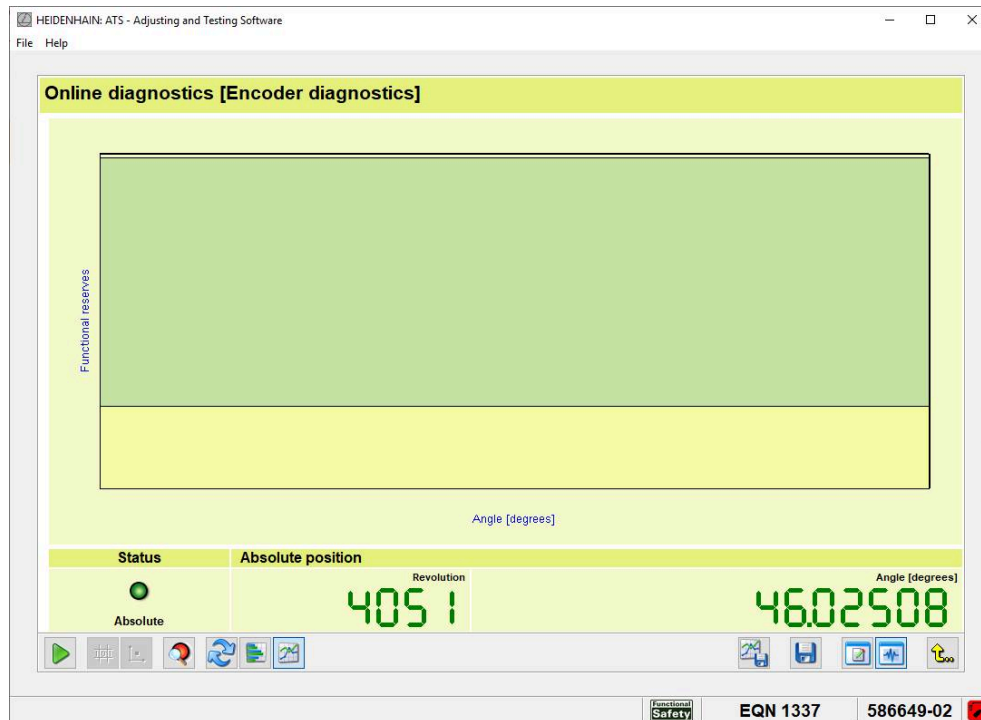 HEIDENHAIN: ATS - Adjusting and Testing Software
File Help
Online diagnostics [Encoder diagnostics]
Functional reserves
Angle [degrees]
Status Absolute position
Revolution Angle [degrees]
4051 46.02508
Absolute
Functional
Safety
EQN 1337 586649-02